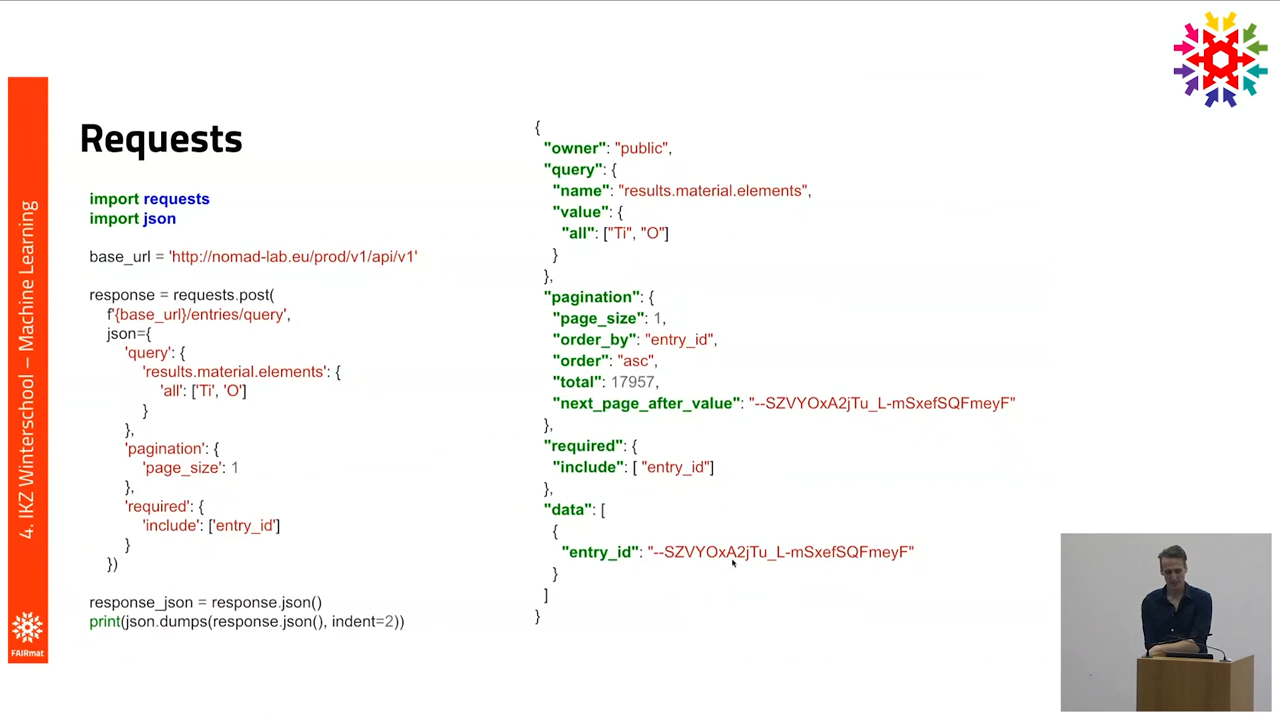 Requests
import requests
import json
base_url = 'http://nomad-lab.eu/prod/v1/api/v1'
response = requests.post(
f'{base_url}/entries/query',
json={
'query': {
'results.material.elements': {
'all': ['Ti', 'O']
}
},
'pagination': {
'page_size': 1
},
'required': {
'include': ['entry_id']
}
})
response_json = response.json()
print(json.dumps(response.json(), indent=2))
{
"owner": "public",
"query": {
"name": "results.material.elements",
"value": {
"all": ["Ti", "O"]
}
},
"pagination": {
"page_size": 1,
"order_by": "entry_id",
"order": "asc",
"total": 17957,
"next_page_after_value": "--SZVYOxA2jTu_L-mSxefSQFmeyF"
},
"required": {
"include": [ "entry_id"]
},
"data": [
{
"entry_id": "--SZVYOxA2jTu_L-mSxefSQFmeyF"
}
]
}
4. IKZ Winterschool – Machine Learning
FAIRmat